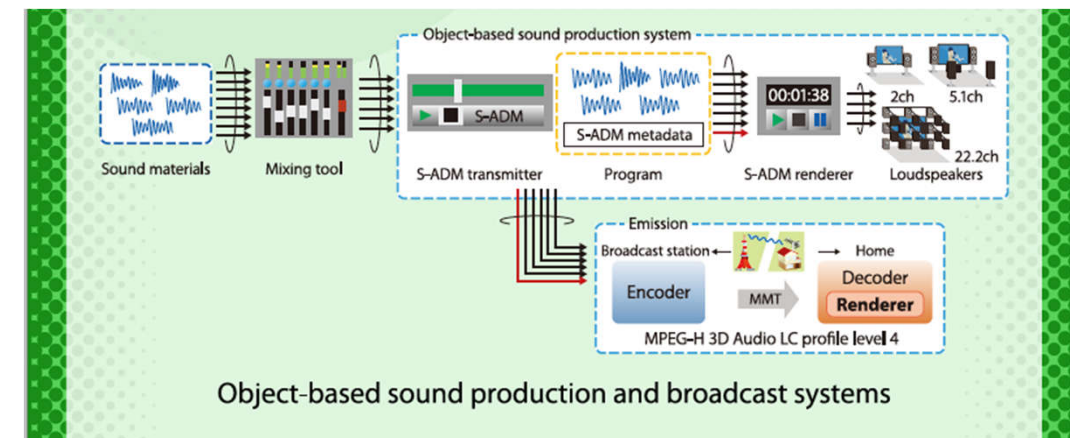 Object-based sound production system
Sound materials
Mixing tool
S-ADM
S-ADM transmitter
S-ADM metadata
Program
00:01:38
S-ADM renderer
2ch
5.1ch
22.2ch
Loudspeakers
Emission
Broadcast station
Home
Encoder
MMT
Decoder
Renderer
MPEG-H 3D Audio LC profile level 4
Object-based sound production and broadcast systems